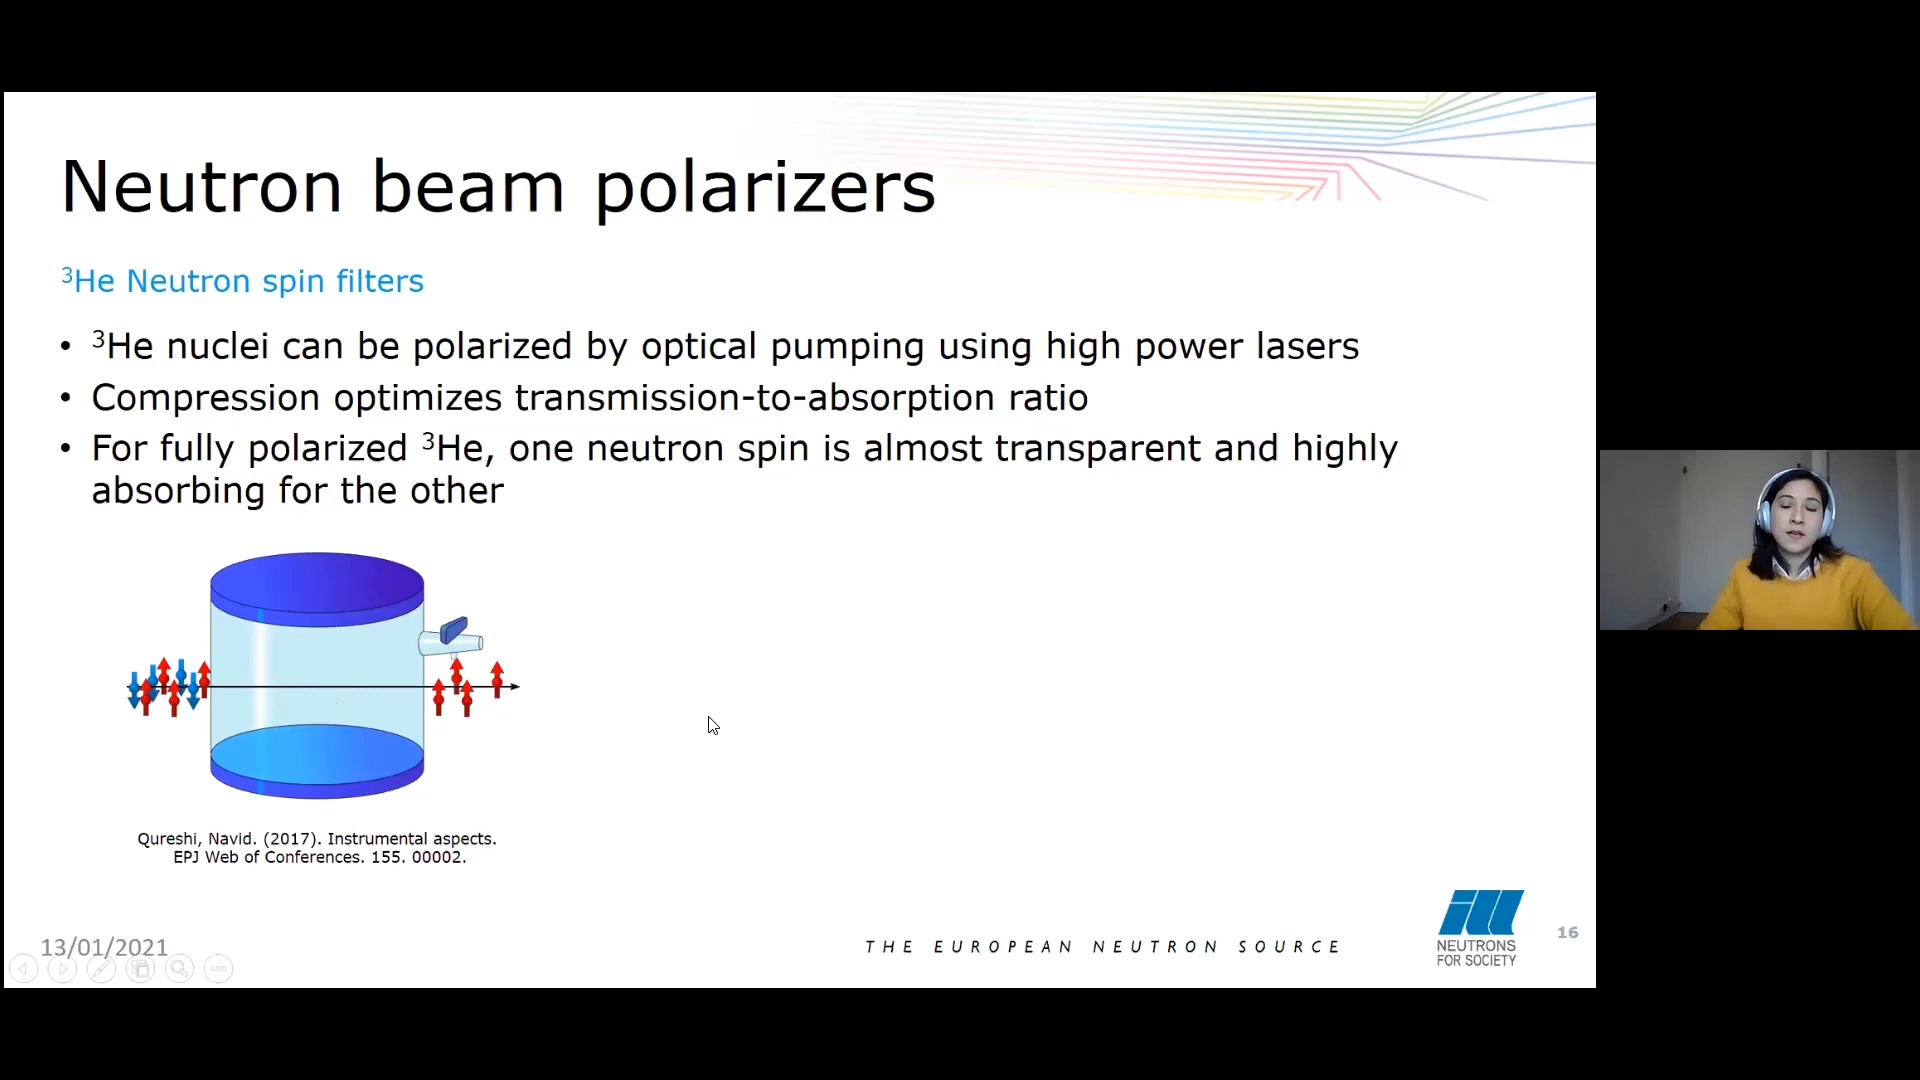 Neutron beam polarizers
³He Neutron spin filters
• ³He nuclei can be polarized by optical pumping using high power lasers
• Compression optimizes transmission-to-absorption ratio
• For fully polarized ³He, one neutron spin is almost transparent and highly
absorbing for the other
Qureshi, Navid. (2017). Instrumental aspects.
EPJ Web of Conferences. 155. 00002.
13/01/2021
THE EUROPEAN NEUTRON SOURCE
ill
NEUTRONS
FOR SOCIETY
16